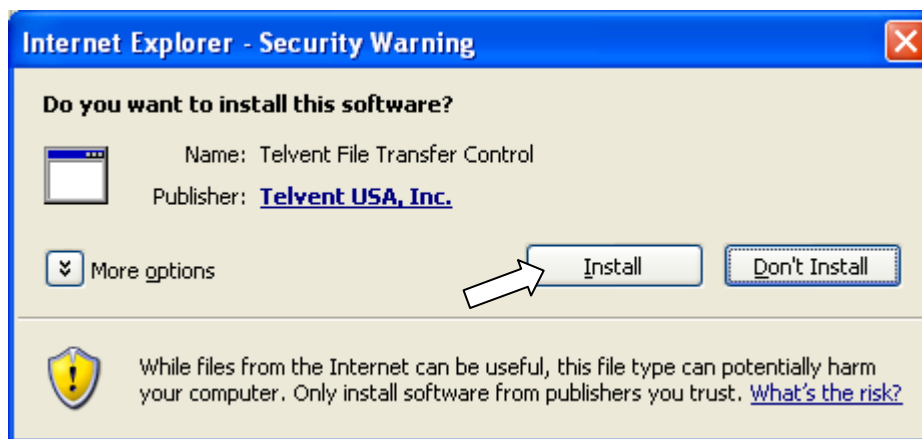 Internet Explorer - Security Warning
Do you want to install this software?
Name: Telvent File Transfer Control
Publisher: Telvent USA, Inc.
More options
Install
Don't Install
While files from the Internet can be useful, this file type can potentially harm
your computer. Only install software from publishers you trust. What's the risk?